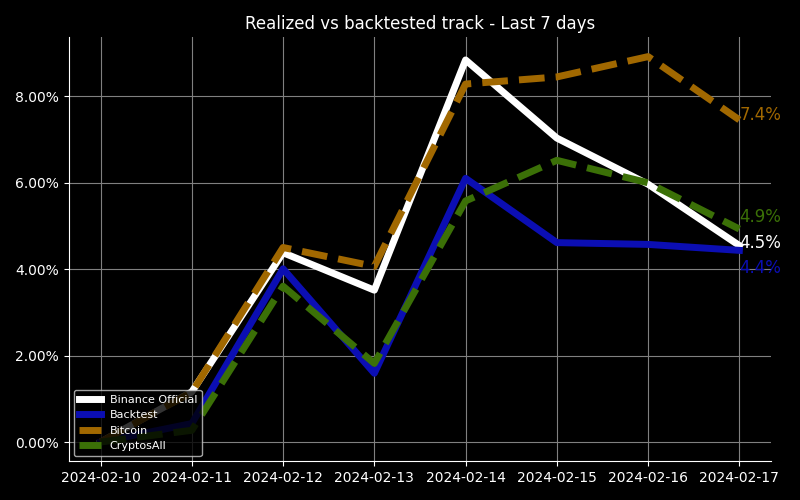 Realized vs backtested track - Last 7 days
8.00%
6.00%
4.00%
2.00%
0.00%
7.4%
4.9%
4.5%
4.4%
Binance Official
Backtest
Bitcoin
CryptosAll
2024-02-10 2024-02-11 2024-02-12 2024-02-13 2024-02-14 2024-02-15 2024-02-16 2024-02-17